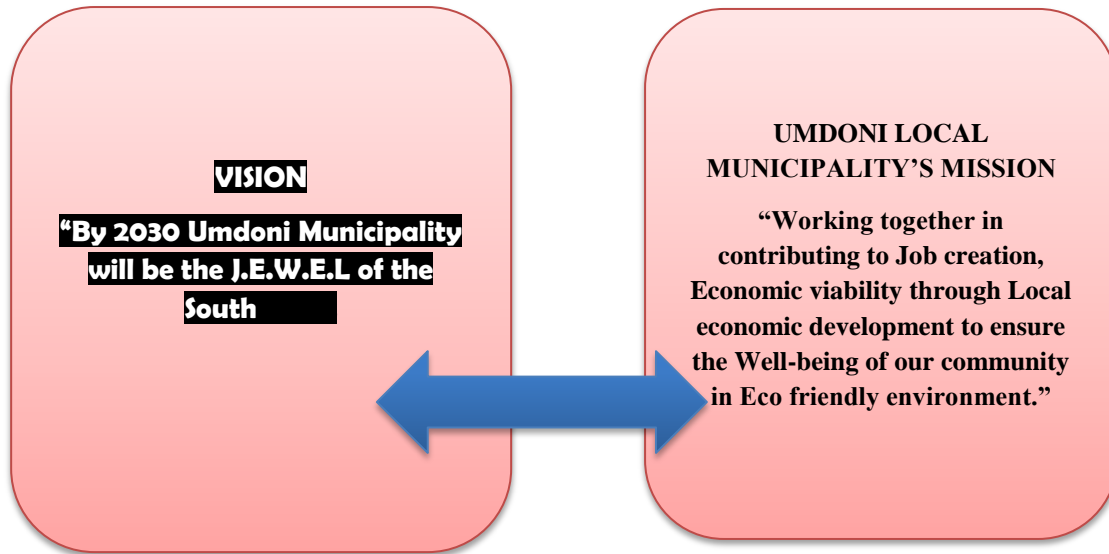 VISION
“By 2030 Umdoni Municipality
will be the J.E.W.E.L of the
South
UMDONI LOCAL
MUNICIPALITY’S MISSION
“Working together in
contributing to Job creation,
Economic viability through Local
economic development to ensure
the Well-being of our community
in Eco friendly environment.”